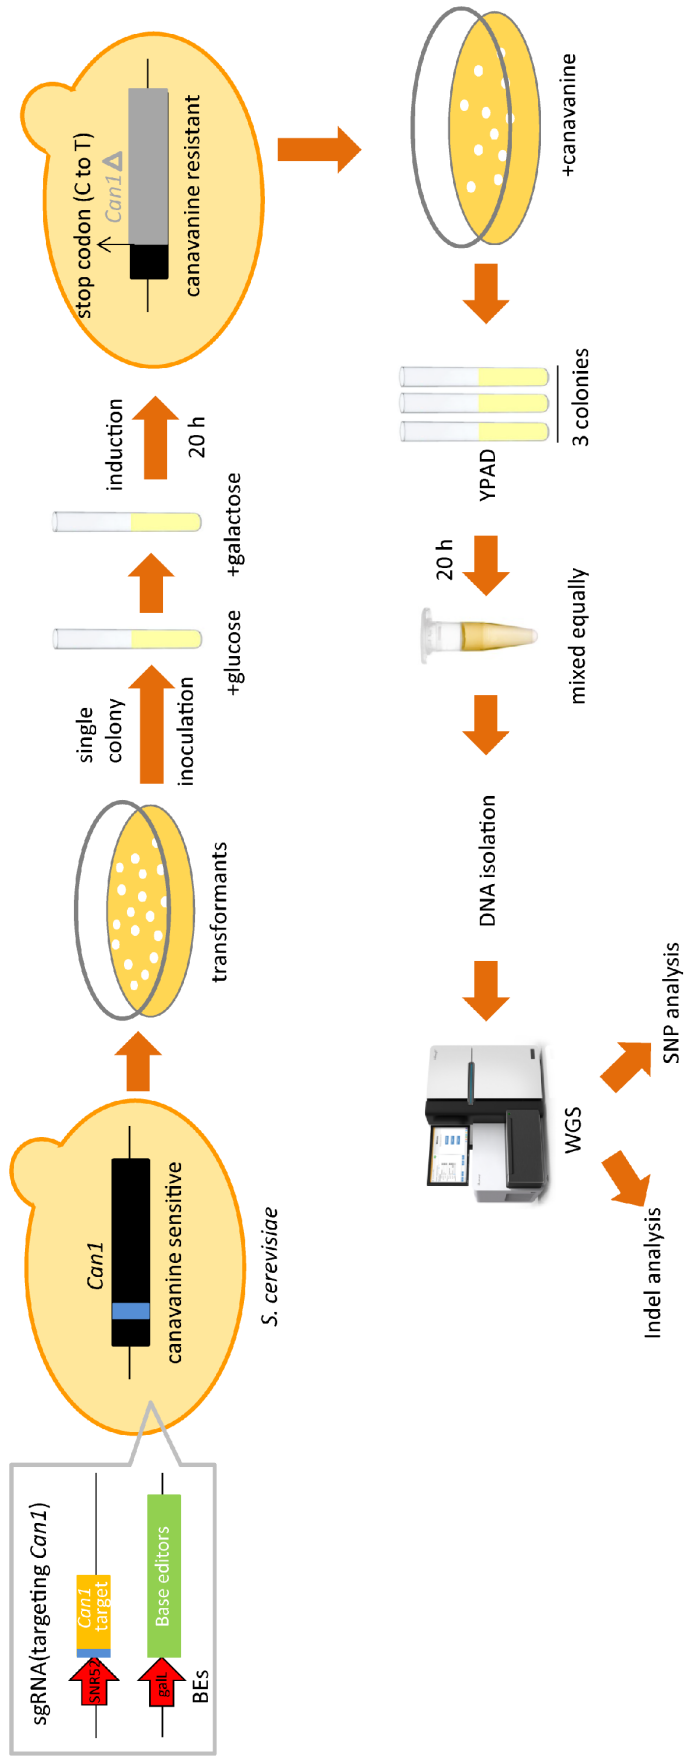 sgRNA(targeting Can1)
SNR52
Can1
target
galL
Base editors
BEs
Can1
canavanine sensitive
S. cerevisiae
transformants
single
colony
inoculation
+glucose
+galactose
induction
20 h
stop codon (C to T)
Can1 Δ
canavanine resistant
+canavanine
3 colonies
YPAD
20 h
mixed equally
DNA isolation
WGS
SNP analysis
Indel analysis